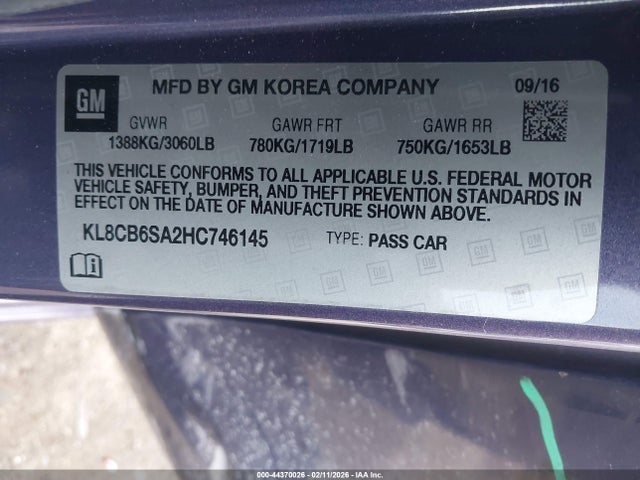 GM MFD BY GM KOREA COMPANY 09/16
GVWR GAWR FRT GAWR RR
1388KG/3060LB 780KG/1719LB 750KG/1653LB
THIS VEHICLE CONFORMS TO ALL APPLICABLE U.S. FEDERAL MOTOR
VEHICLE SAFETY, BUMPER, AND THEFT PREVENTION STANDARDS IN
EFFECT ON THE DATE OF MANUFACTURE SHOWN ABOVE.
KL8CB6SA2HC746145 TYPE: PASS CAR
000-44370026 - 02/11/2026 - IAA Inc.